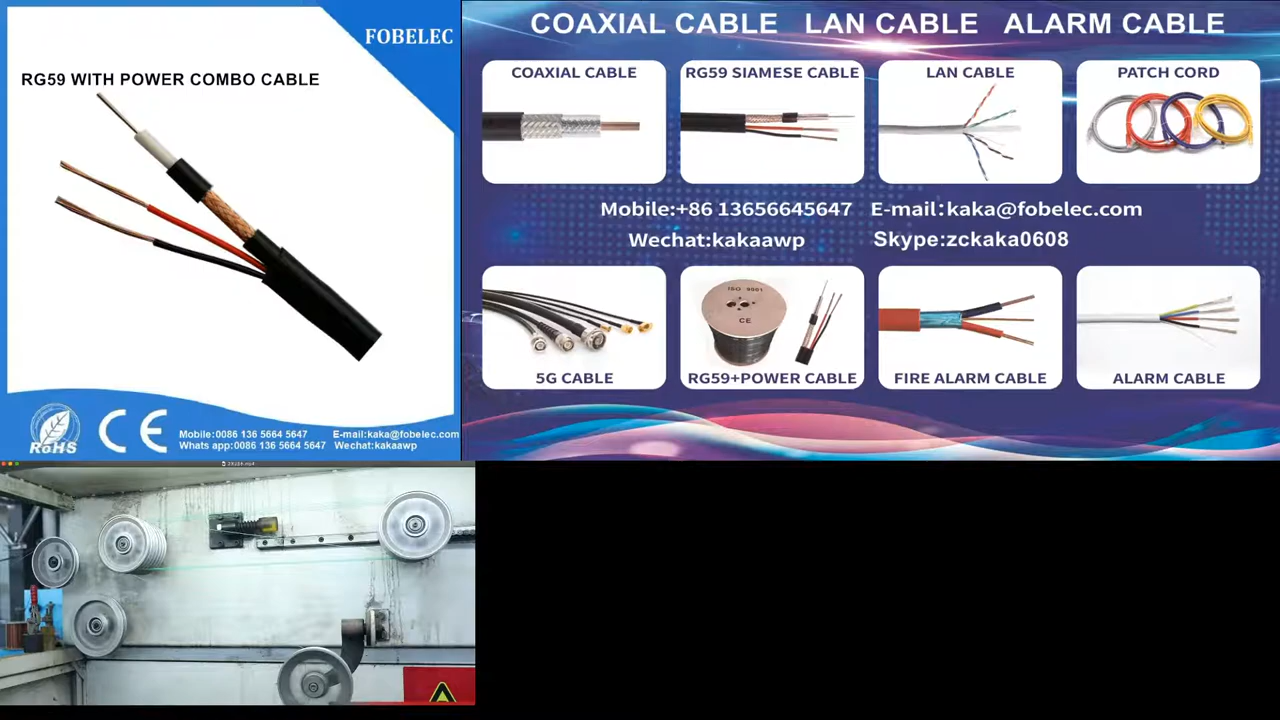 FOBELEC
RG59 WITH POWER COMBO CABLE
RoHS
CE
Mobile:0086 136 5664 5647 E-mail:kaka@fobelec.com
Whats app:0086 136 5664 5647 Wechat:kakaawp
COAXIAL CABLE LAN CABLE ALARM CABLE
COAXIAL CABLE
RG59 SIAMESE CABLE
LAN CABLE
PATCH CORD
Mobile:+86 13656645647 E-mail:kaka@fobelec.com
Wechat:kakaawp Skype:zckaka0608
5G CABLE
ISO 9001
CE
RG59+POWER CABLE
FIRE ALARM CABLE
ALARM CABLE